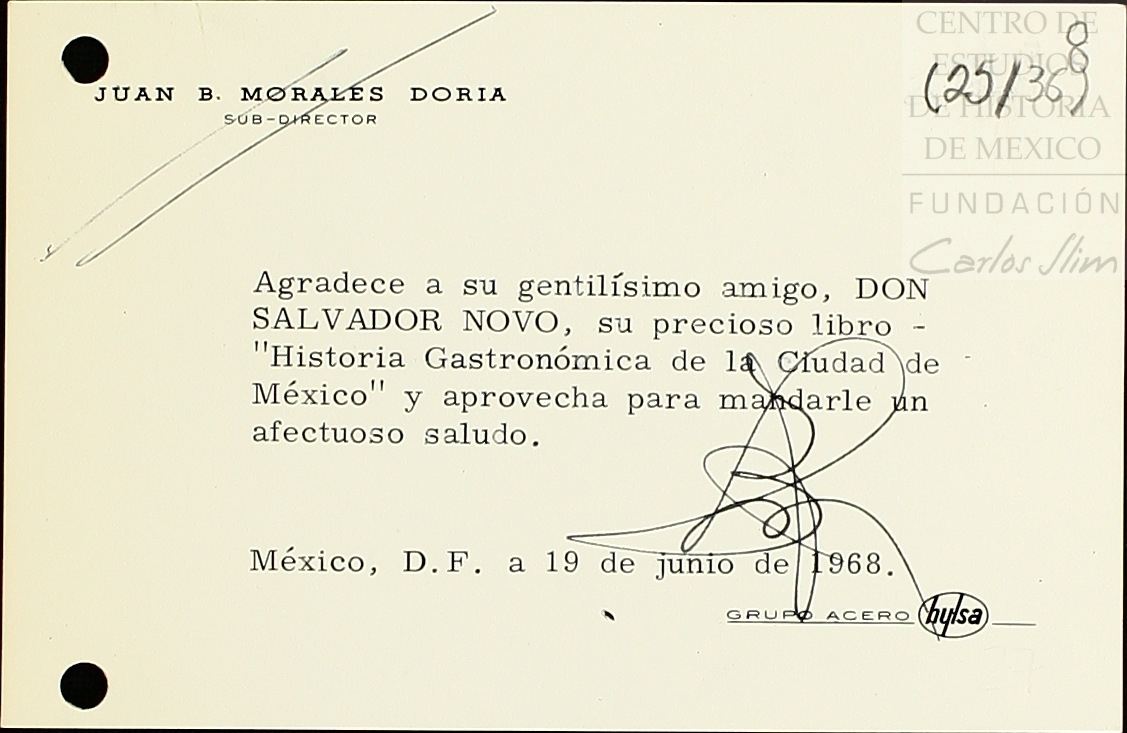 CENTRO DE
ESTUDIOS
DE HISTORIA
DE MEXICO
FUNDACIÓN
Carlos Slim
(25/368)
JUAN B. MORALES DORIA
SUB-DIRECTOR
Agradece a su gentilísimo amigo, DON
SALVADOR NOVO, su precioso libro -
"Historia Gastronómica de la Ciudad de -
México" y aprovecha para mandarle un
afectuoso saludo.
México, D.F. a 19 de junio de 1968.
GRUPO ACERO hylsa